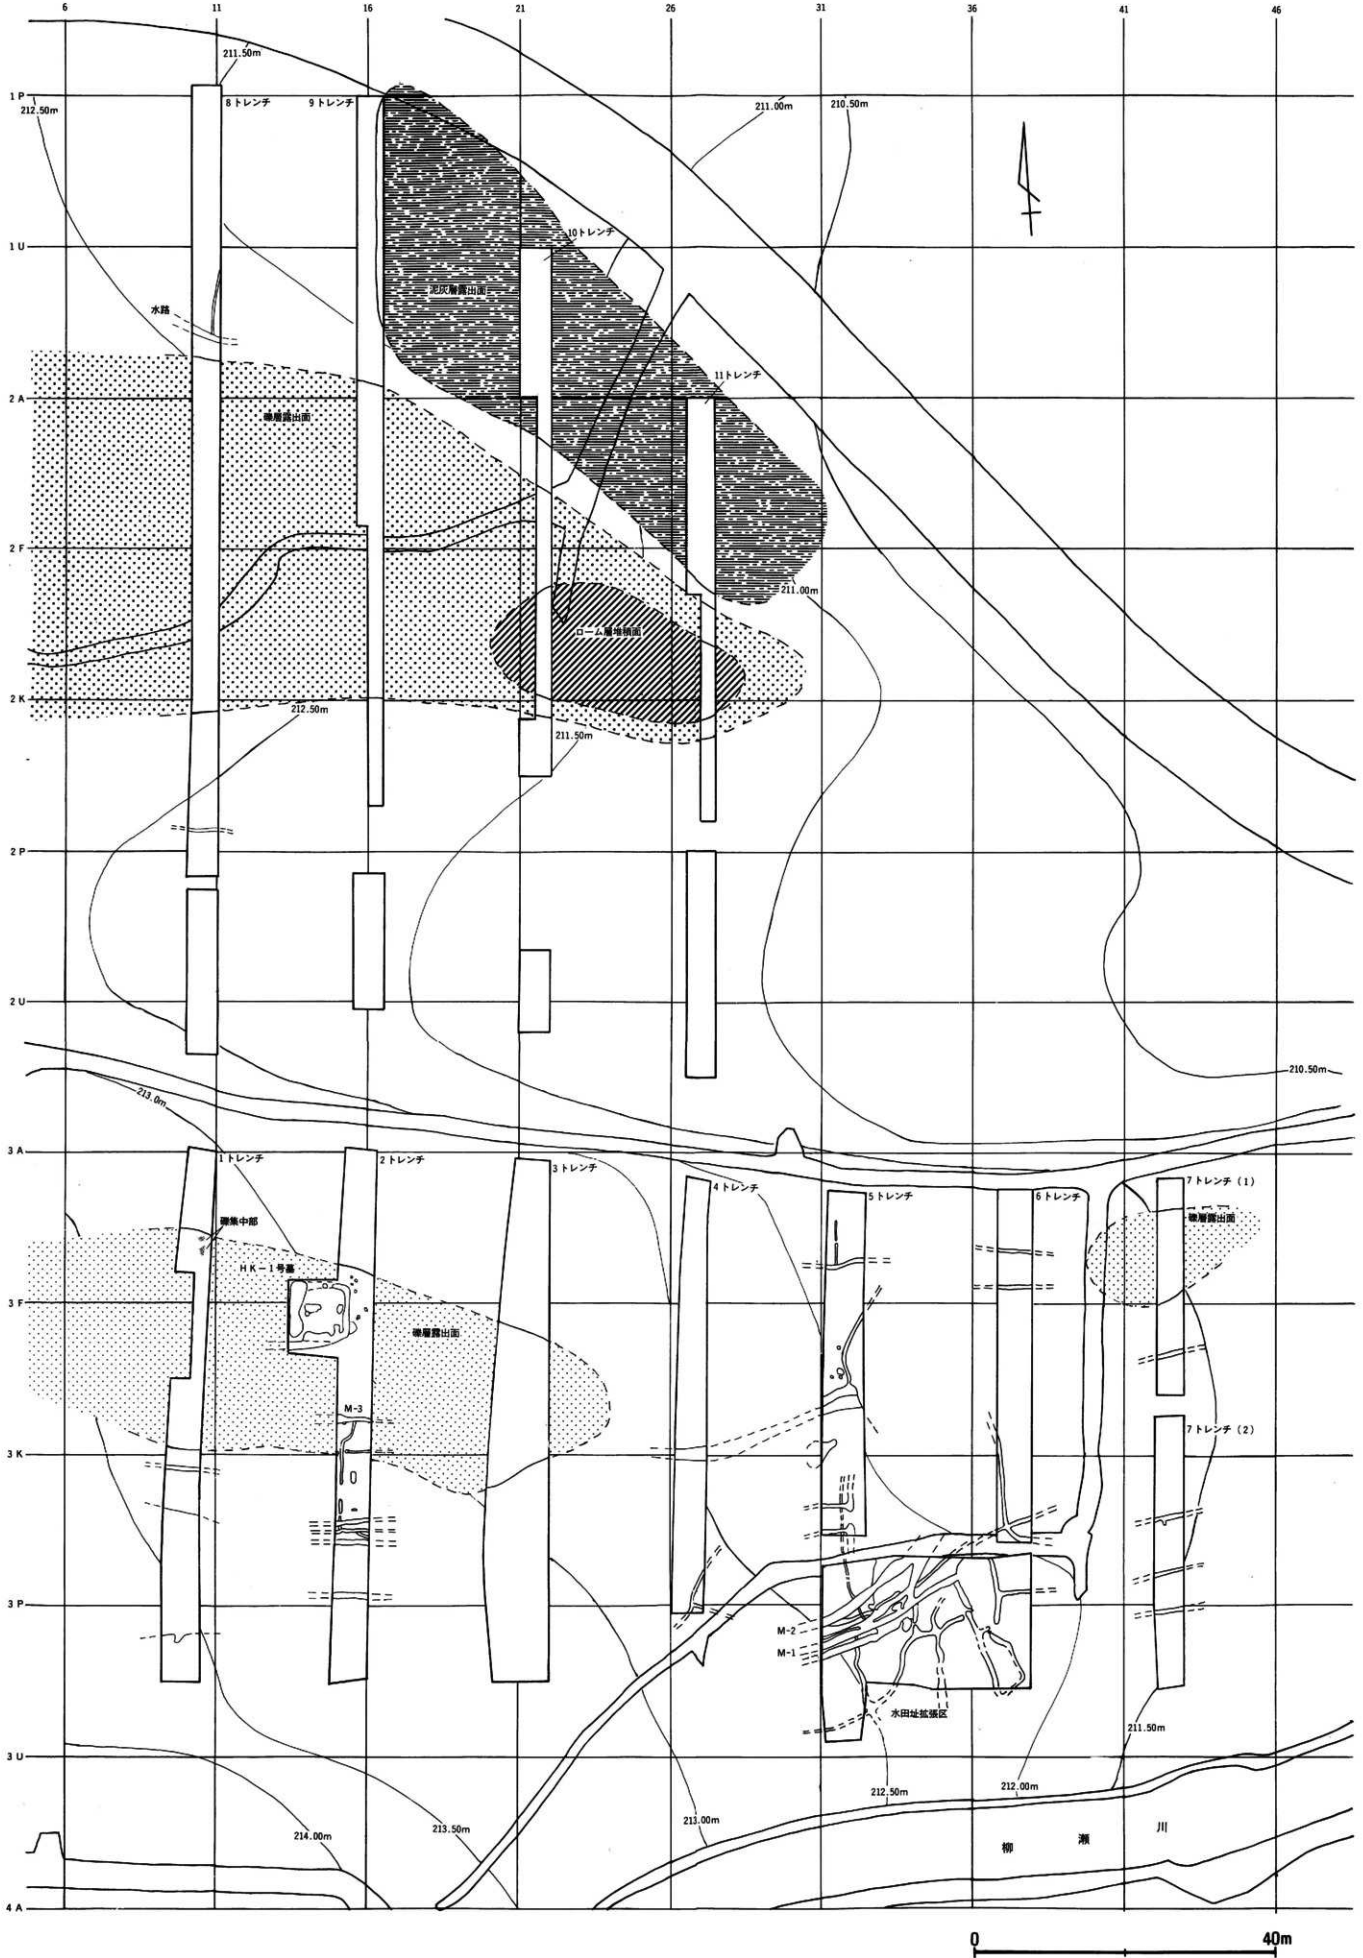 6 11 16 21 26 31 36 41 46
211.50m
1P
212.50m
8トレンチ
9トレンチ
211.00m
210.50m
1U
10トレンチ
泥灰層露出面
水路
11トレンチ
2A
礫層露出面
2F
211.00m
ローム層堆積面
2K
212.50m
211.50m
2P
2U
210.50m
213.0m
3A
1トレンチ
2トレンチ
3トレンチ
4トレンチ
5トレンチ
6トレンチ
7トレンチ(1)
礫集中部
礫層露出面
HK-1号墓
3F
礫層露出面
M-3
7トレンチ(2)
3K
3P
M-2
M-1
水田址拡張区
211.50m
3U
212.50m
212.00m
213.00m
213.50m
214.00m
柳瀬川
4A
0 40m